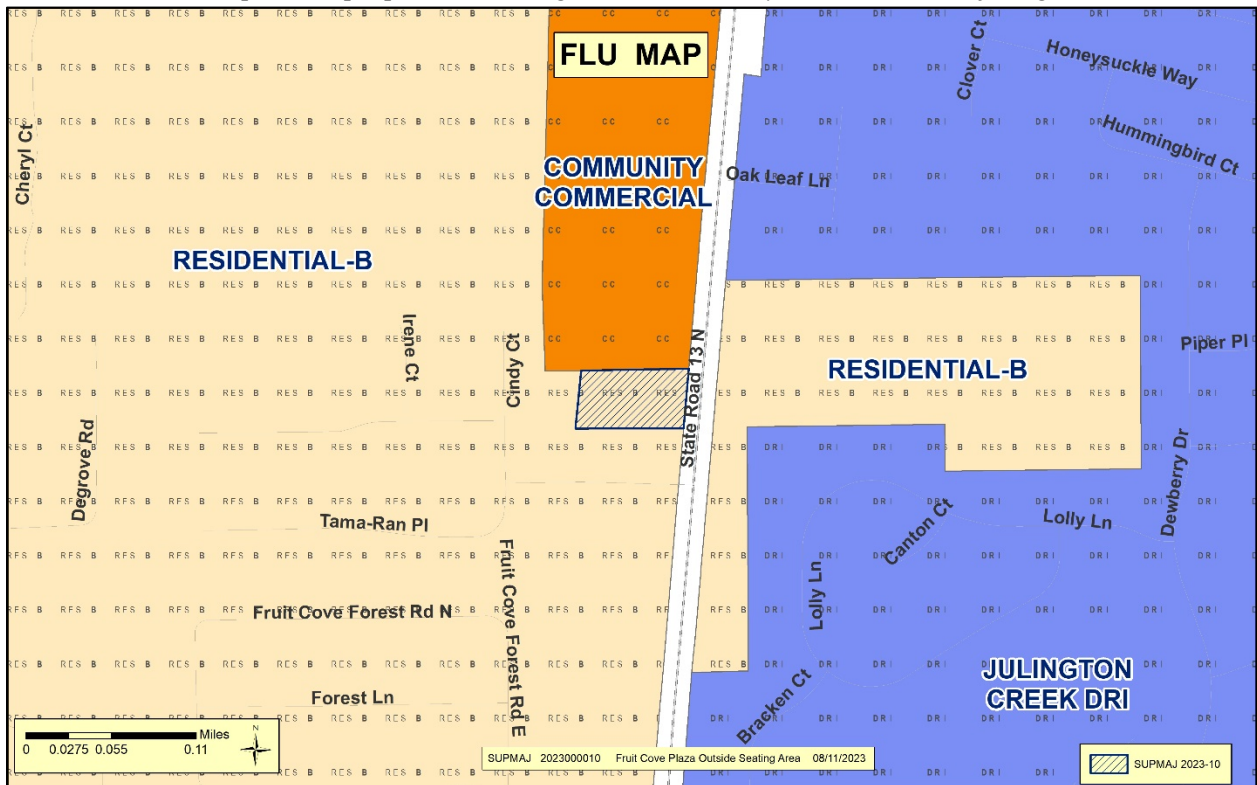 FLU MAP
Clover Ct
Honeysuckle Way
Hummingbird Ct
Cheryl Ct
COMMUNITY
COMMERCIAL
Oak Leaf Ln
RESIDENTIAL-B
RES B
CC
DRI
Irene Ct
Cindy Ct
State Road 13 N
RESIDENTIAL-B
Piper Pl
Degrove Rd
Tama-Ran Pl
Fruit Cove Forest Rd E
Canton Ct
Lolly Ln
Dewberry Dr
Fruit Cove Forest Rd N
Lolly Ln
Forest Ln
Bracken Ct
JULINGTON
CREEK DRI
Miles
0 0.0275 0.055 0.11
N
SUPMAJ 2023000010 Fruit Cove Plaza Outside Seating Area 08/11/2023
SUPMAJ 2023-10